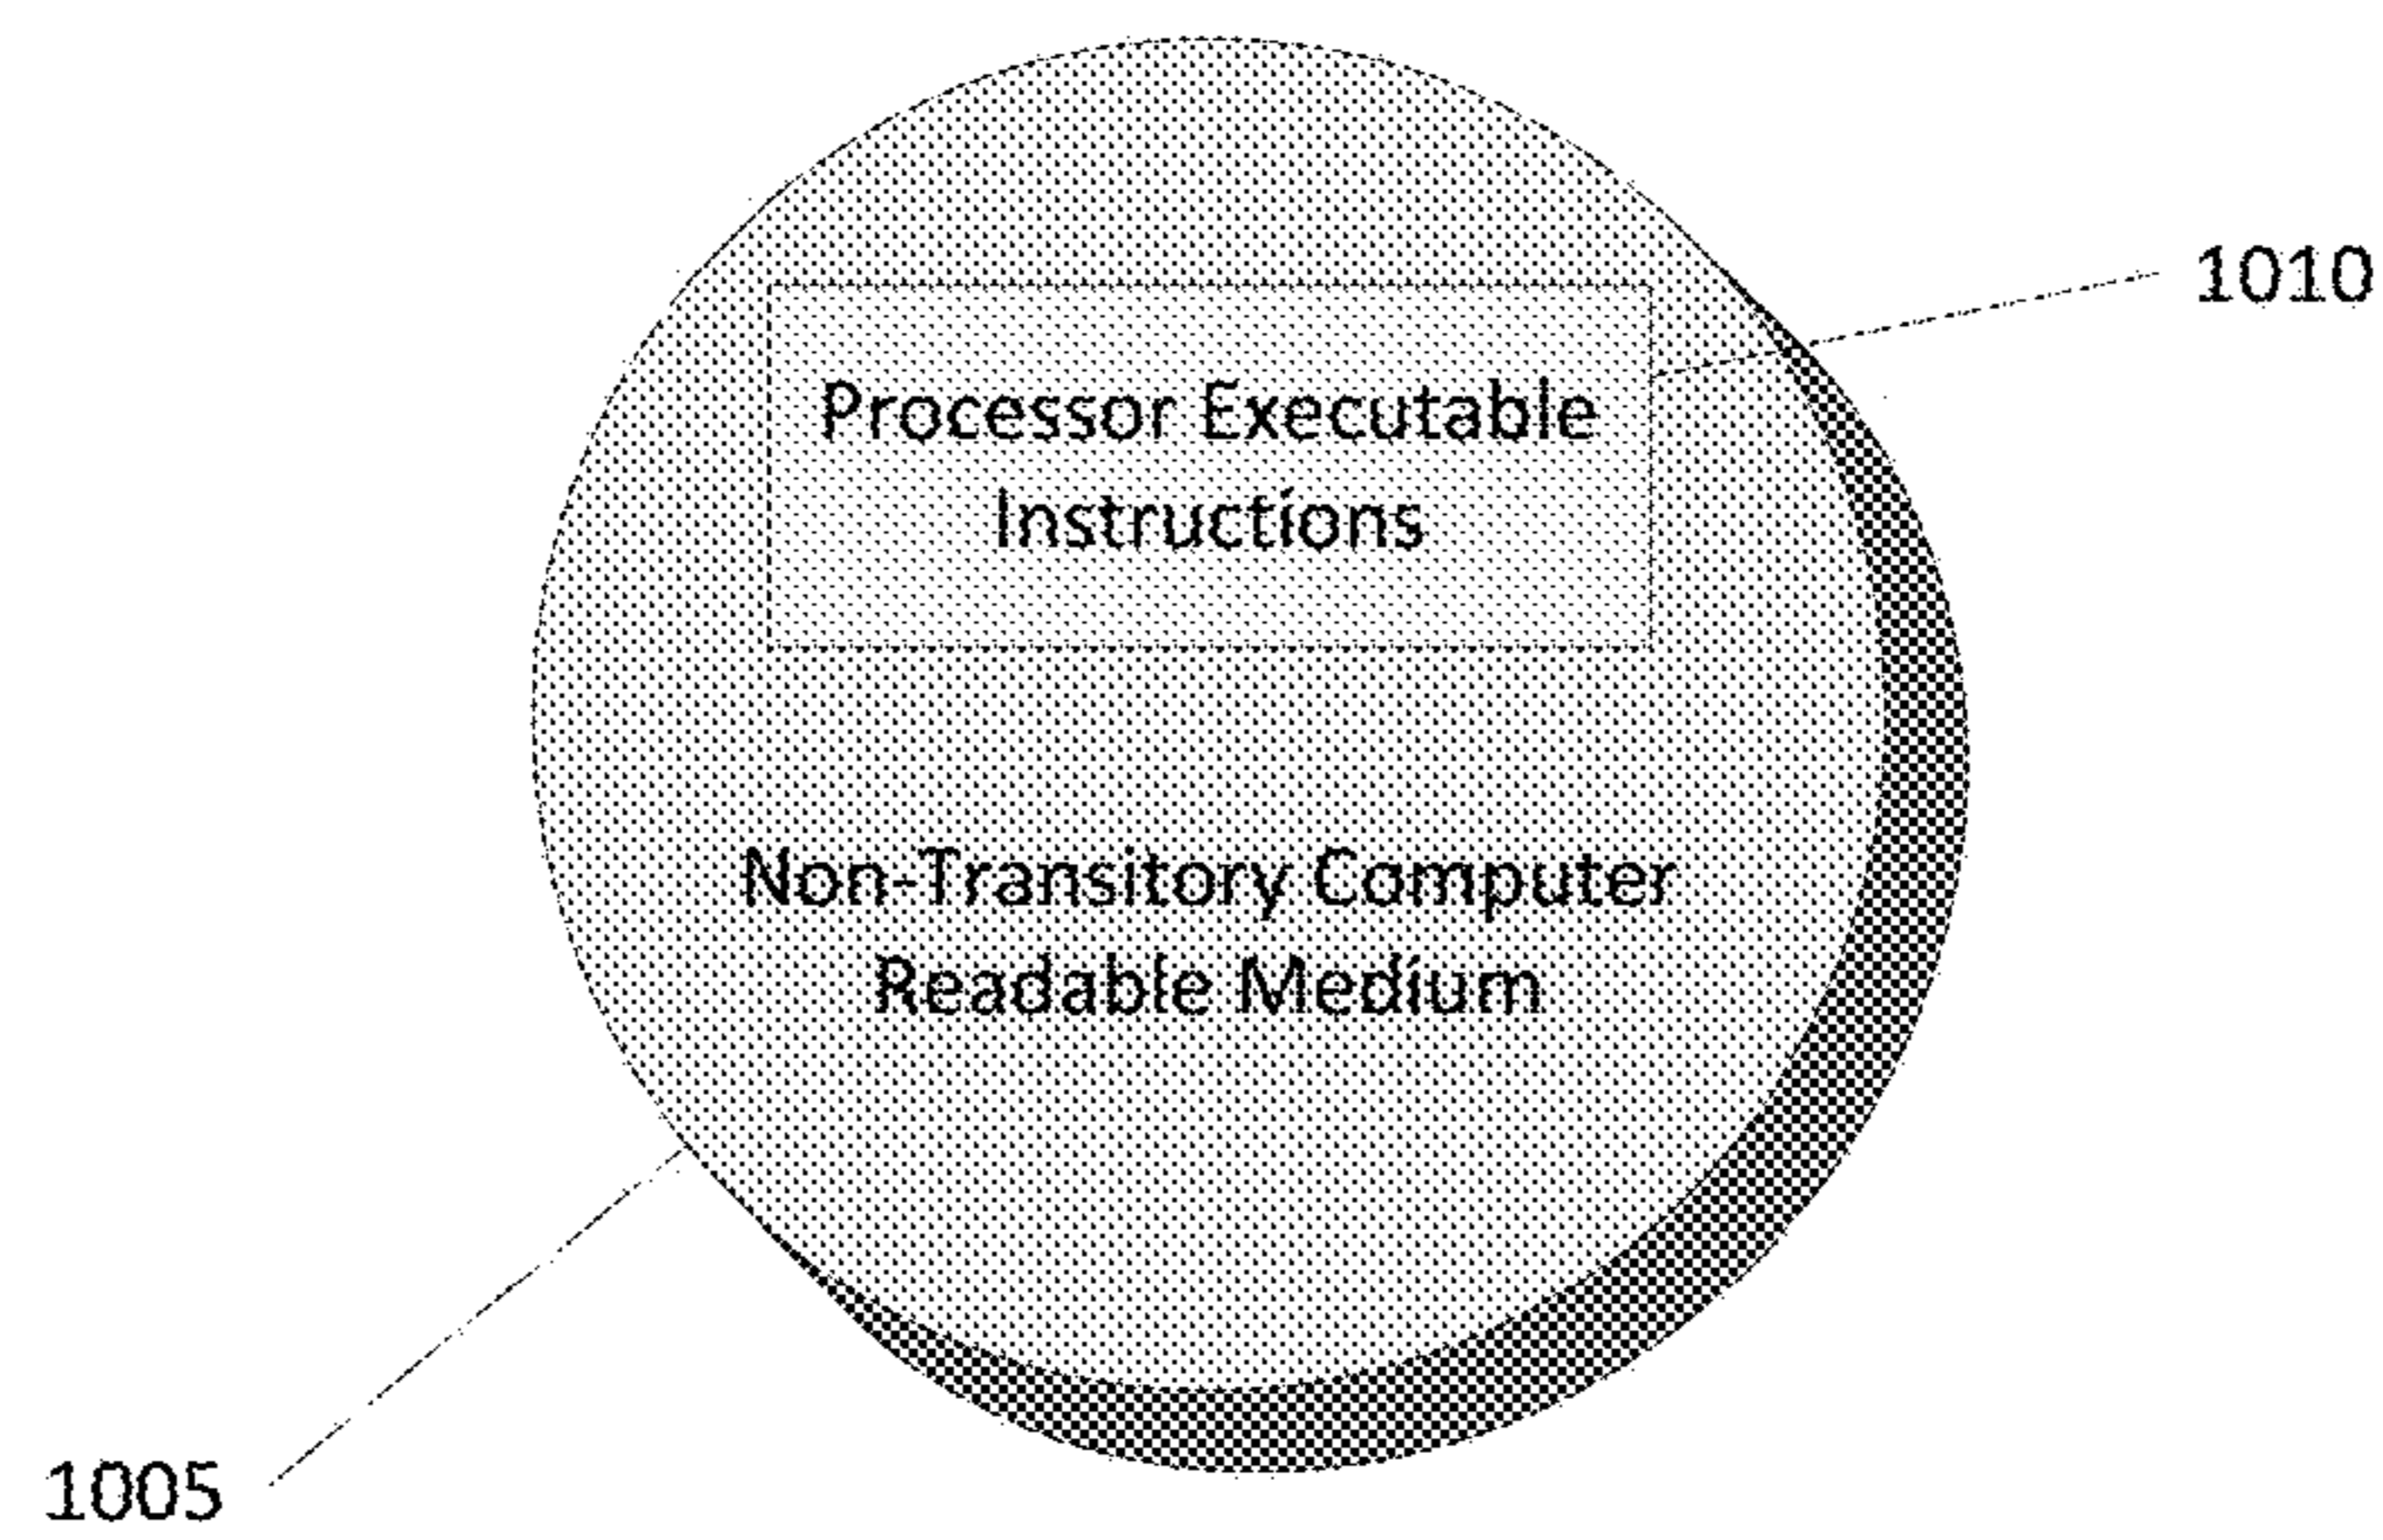 1010
Processor Executable
Instructions
Non-Transitory Computer
Readable Medium
1005